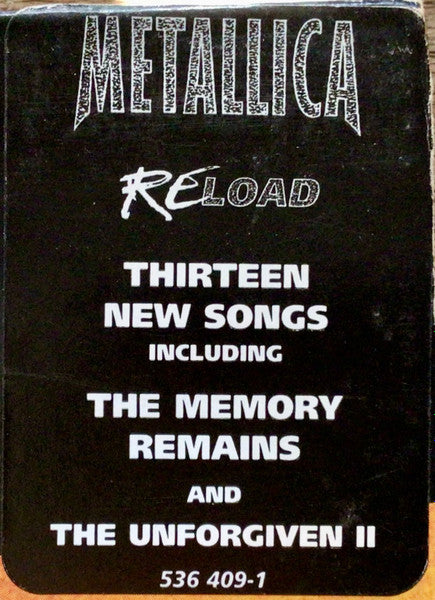 METALLICA
RELOAD
THIRTEEN
NEW SONGS
INCLUDING
THE MEMORY
REMAINS
AND
THE UNFORGIVEN II
536 409-1